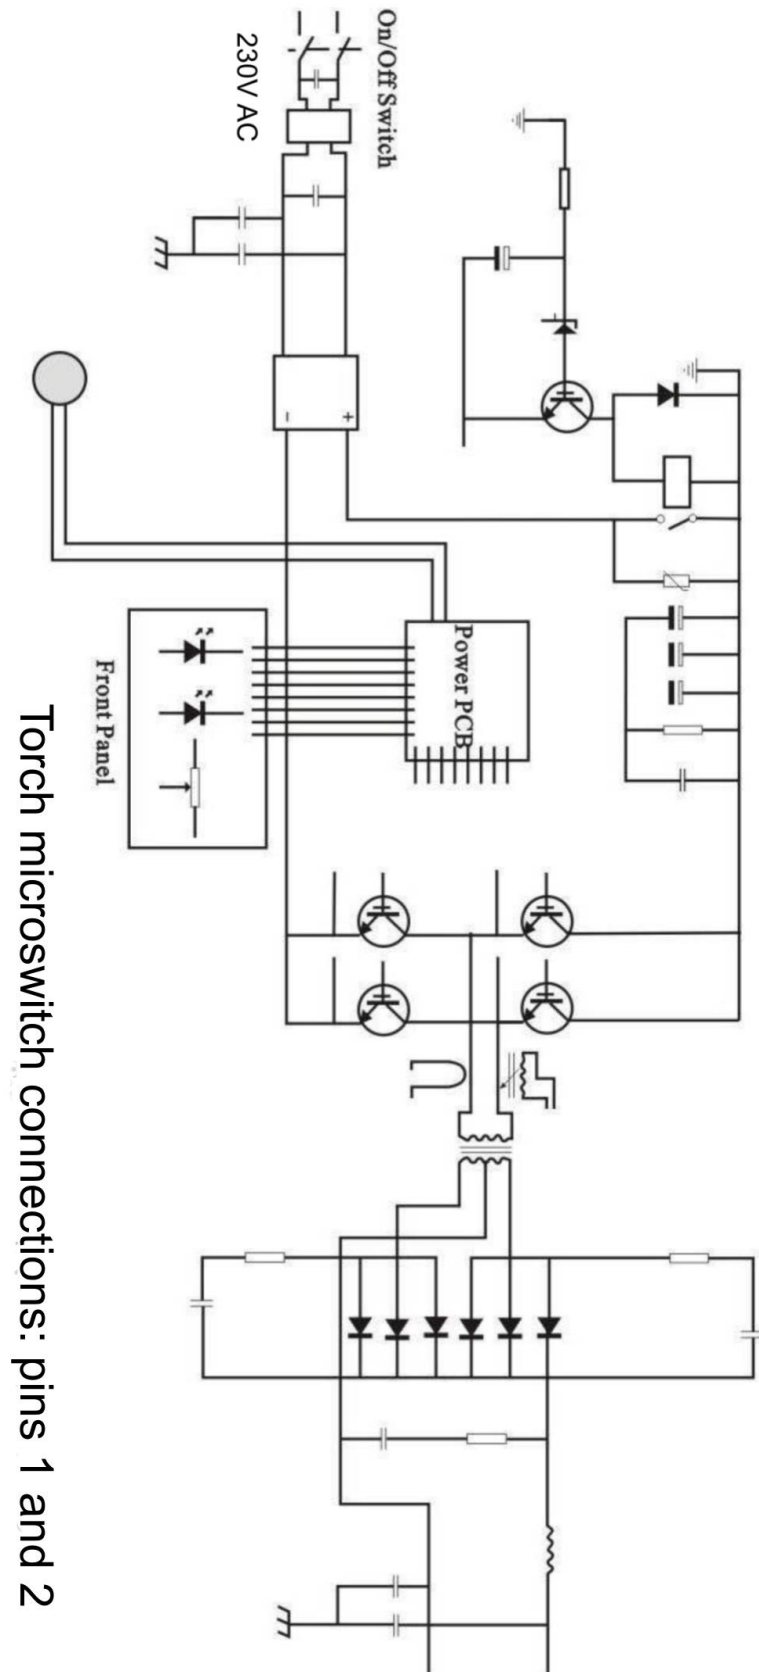 On/Off Switch
230V AC
+
-
Power PCB
Front Panel
Torch microswitch connections: pins 1 and 2